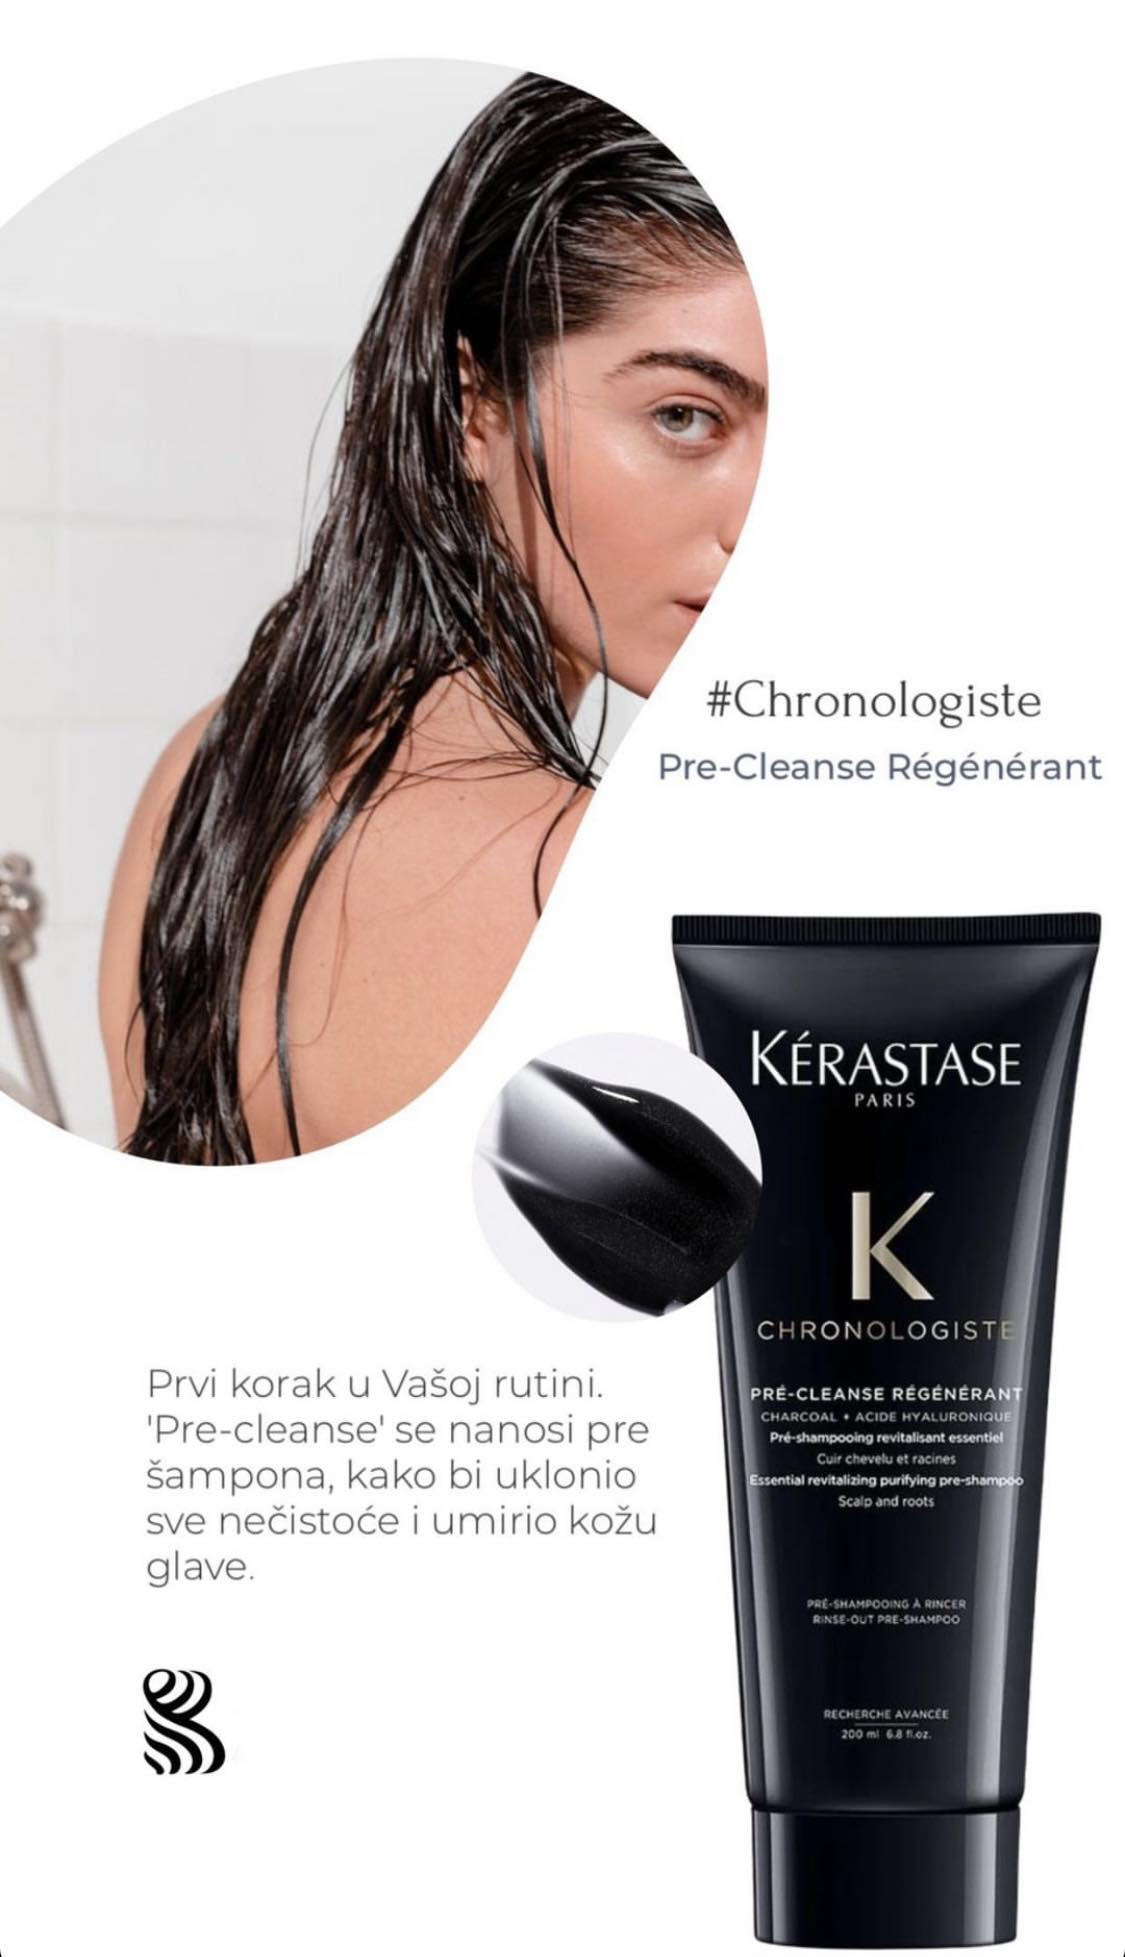 #Chronologiste
Pre-Cleanse Régénérant
KÉRASTASE
PARIS
K
CHRONOLOGISTE
PRÉ-CLEANSE RÉGÉNÉRANT
CHARCOAL + ACIDE HYALURONIQUE
Pré-shampooing revitalisant essentiel
Cuir chevelu et racines
Essential revitalizing purifying pre-shampoo
Scalp and roots
PRÉ-SHAMPOOING À RINCER
RINSE-OUT PRE-SHAMPOO
RECHERCHE AVANCÉE
200 ml 6.8 fl.oz.
Prvi korak u Vašoj rutini.
'Pre-cleanse' se nanosi pre
šampona, kako bi uklonio
sve nečistoće i umirio kožu
glave.